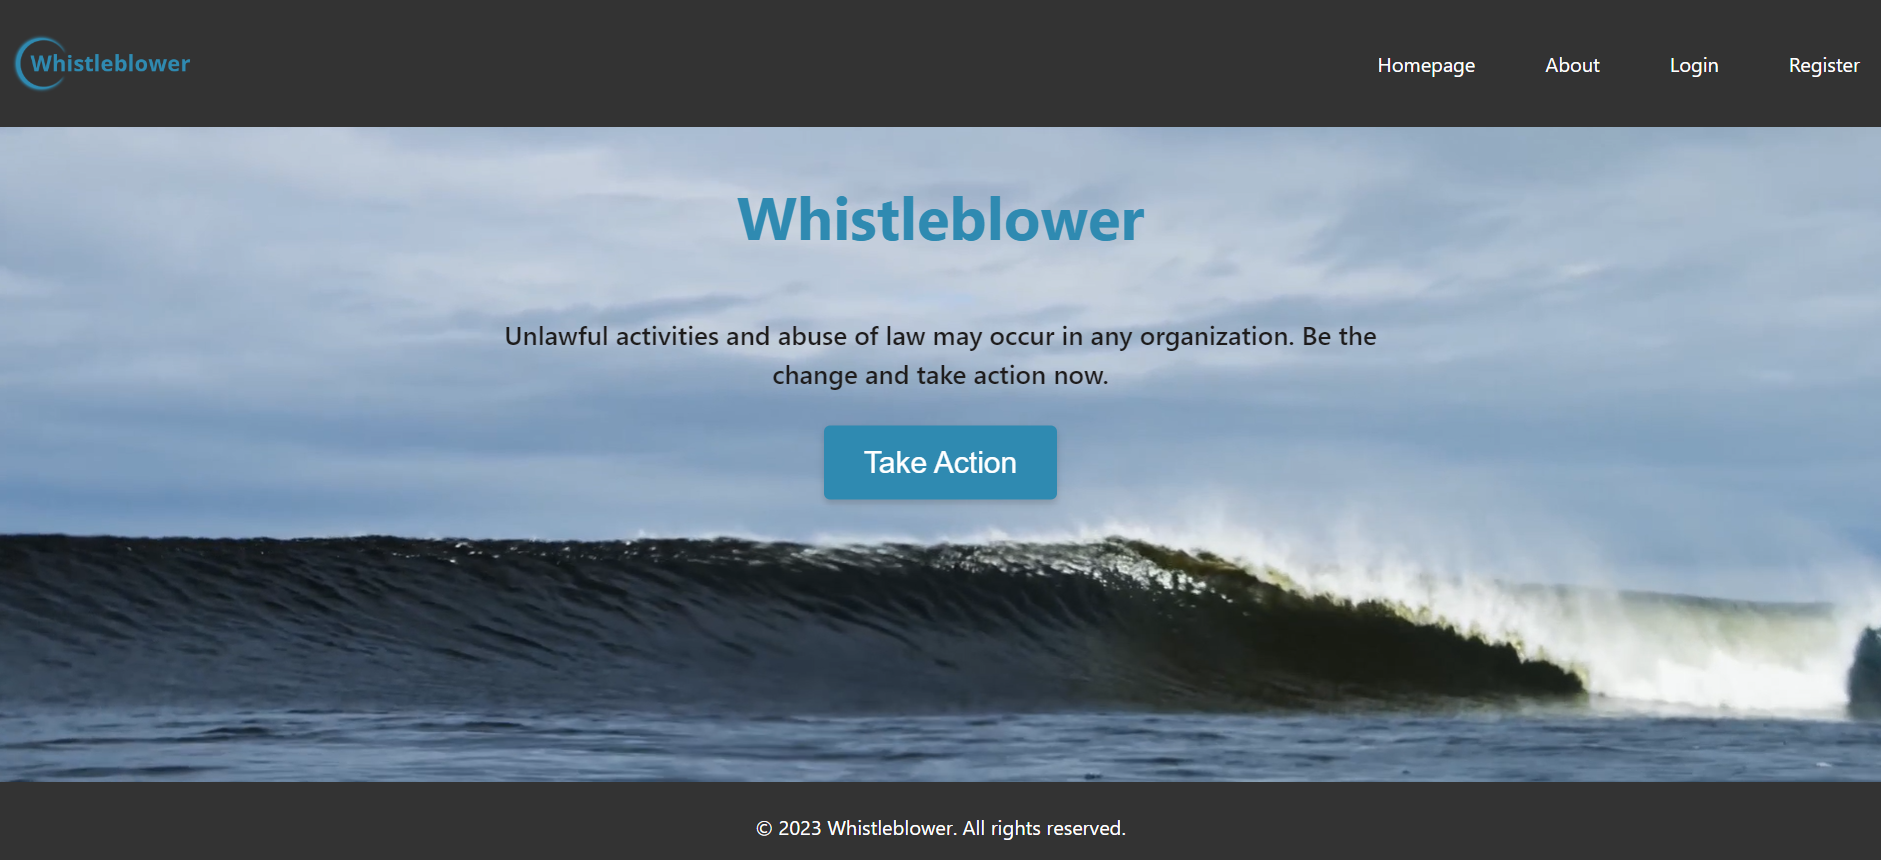 Whistleblower
Homepage About Login Register
Whistleblower
Unlawful activities and abuse of law may occur in any organization. Be the
change and take action now.
Take Action
© 2023 Whistleblower. All rights reserved.